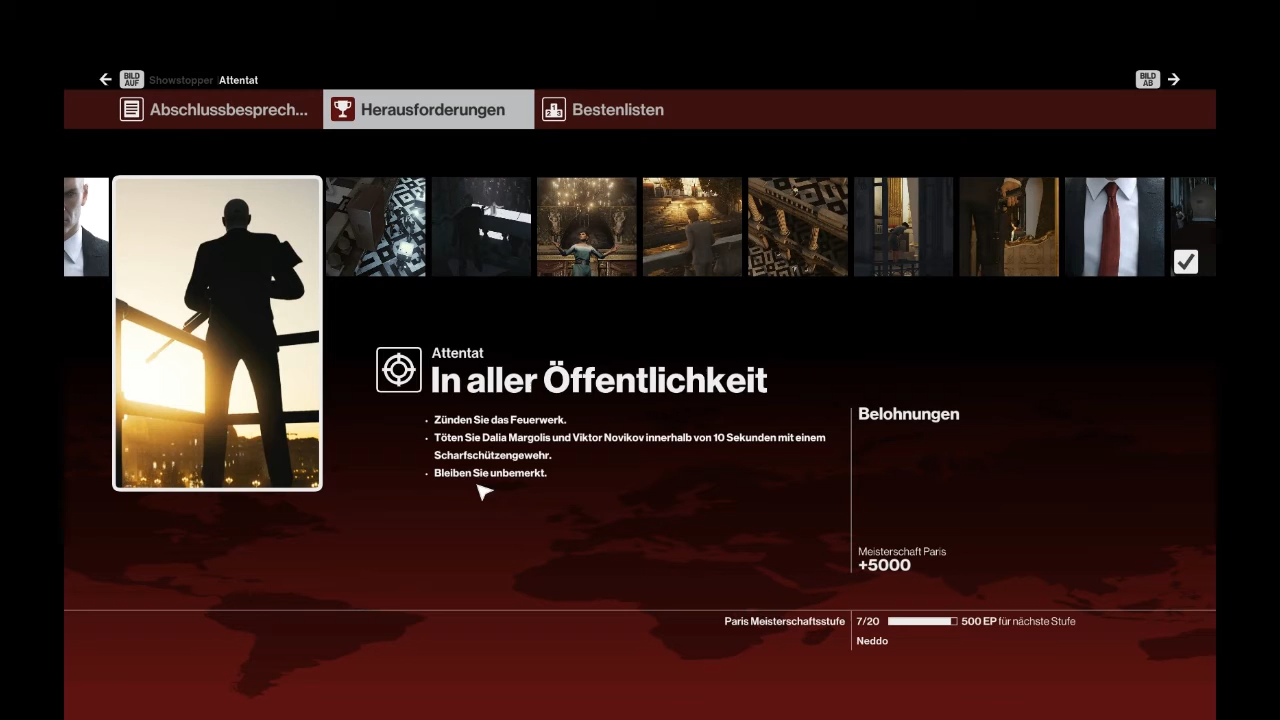 BILD AUF Showstopper Attentat BILD AB
Abschlussbesprech... Herausforderungen Bestenlisten
Attentat
In aller Öffentlichkeit
Belohnungen
· Zünden Sie das Feuerwerk.
· Töten Sie Dalia Margolis und Viktor Novikov innerhalb von 10 Sekunden mit einem
Scharfschützengewehr.
· Bleiben Sie unbemerkt.
Meisterschaft Paris
+5000
Paris Meisterschaftsstufe 7/20 500 EP für nächste Stufe
Neddo